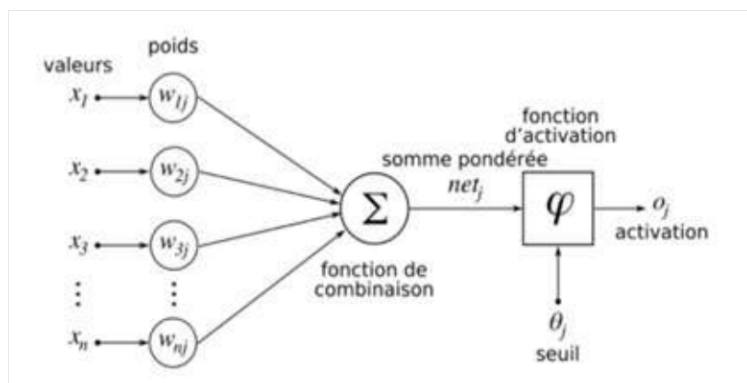 poids
valeurs
x₁
w₁ⱼ
x₂
w₂ⱼ
x₃
w₃ⱼ
⋮
⋮
xₙ
wₙⱼ
Σ
fonction de
combinaison
somme pondérée
netⱼ
fonction
d'activation
φ
oⱼ
activation
θⱼ
seuil